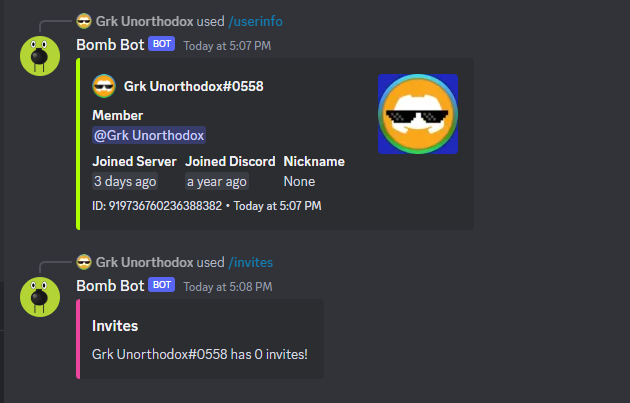 Grk Unorthodox used /userinfo
Bomb Bot BOT Today at 5:07 PM
Grk Unorthodox#0558
Member
@Grk Unorthodox
Joined Server Joined Discord Nickname
3 days ago a year ago None
ID: 919736760236388382 • Today at 5:07 PM
Grk Unorthodox used /invites
Bomb Bot BOT Today at 5:08 PM
Invites
Grk Unorthodox#0558 has 0 invites!